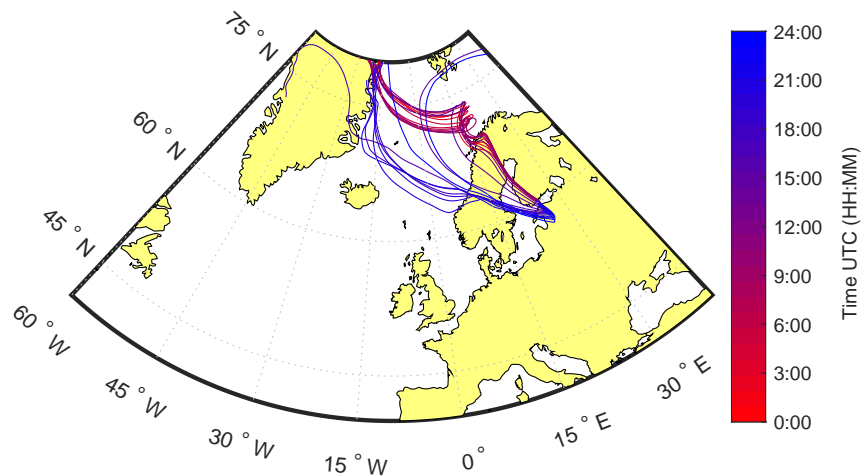 75 ° N
60 ° N
45 ° N
60 ° W
45 ° W
30 ° W
15 ° W
0 °
15 ° E
30 ° E
24:00
21:00
18:00
15:00
12:00
9:00
6:00
3:00
0:00
Time UTC (HH:MM)